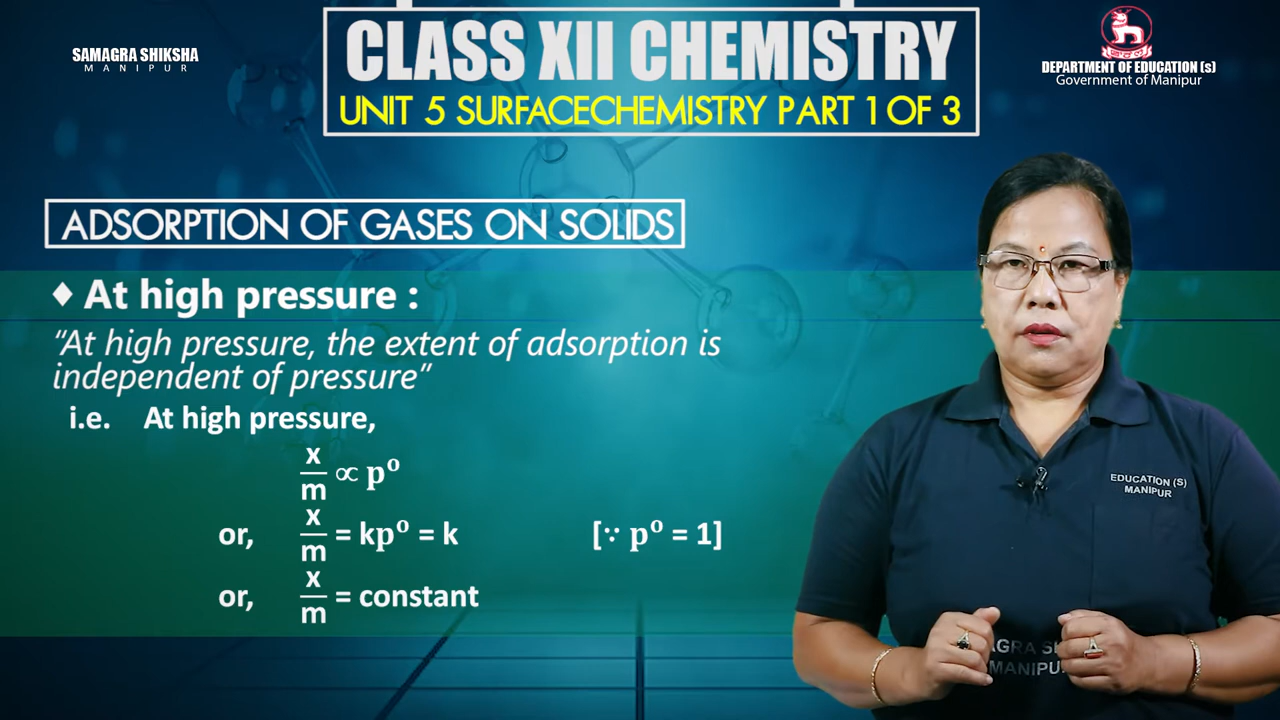 SAMAGRA SHIKSHA
MANIPUR
CLASS XII CHEMISTRY
UNIT 5 SURFACECHEMISTRY PART 1 OF 3
DEPARTMENT OF EDUCATION (S)
Government of Manipur
ADSORPTION OF GASES ON SOLIDS
♦ At high pressure :
“At high pressure, the extent of adsorption is
independent of pressure”
i.e. At high pressure,
x/m ∝ p⁰
or, x/m = kp⁰ = k [∵ p⁰ = 1]
or, x/m = constant
EDUCATION (S)
MANIPUR